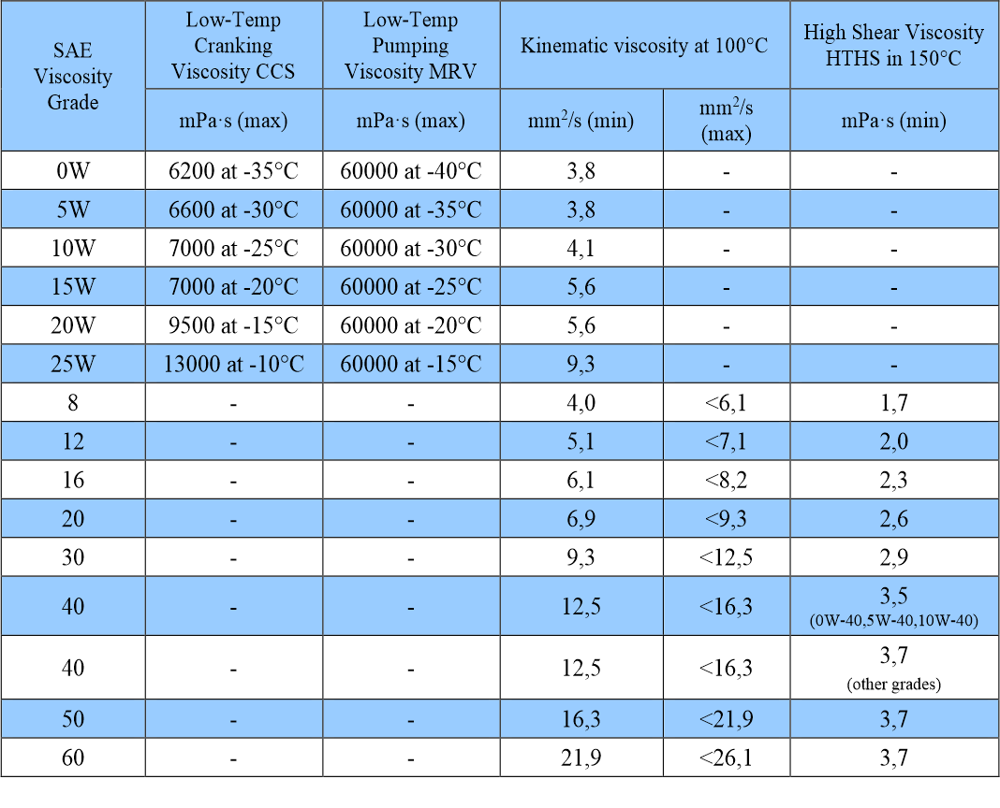 SAE Viscosity Grade | Low-Temp Cranking Viscosity CCS | Low-Temp Pumping Viscosity MRV | Kinematic viscosity at 100°C | High Shear Viscosity HTHS in 150°C
mPa·s (max) | mPa·s (max) | mm²/s (min) | mm²/s (max) | mPa·s (min)
0W | 6200 at -35°C | 60000 at -40°C | 3,8 | - | -
5W | 6600 at -30°C | 60000 at -35°C | 3,8 | - | -
10W | 7000 at -25°C | 60000 at -30°C | 4,1 | - | -
15W | 7000 at -20°C | 60000 at -25°C | 5,6 | - | -
20W | 9500 at -15°C | 60000 at -20°C | 5,6 | - | -
25W | 13000 at -10°C | 60000 at -15°C | 9,3 | - | -
8 | - | - | 4,0 | <6,1 | 1,7
12 | - | - | 5,1 | <7,1 | 2,0
16 | - | - | 6,1 | <8,2 | 2,3
20 | - | - | 6,9 | <9,3 | 2,6
30 | - | - | 9,3 | <12,5 | 2,9
40 | - | - | 12,5 | <16,3 | 3,5 (0W-40,5W-40,10W-40)
40 | - | - | 12,5 | <16,3 | 3,7 (other grades)
50 | - | - | 16,3 | <21,9 | 3,7
60 | - | - | 21,9 | <26,1 | 3,7